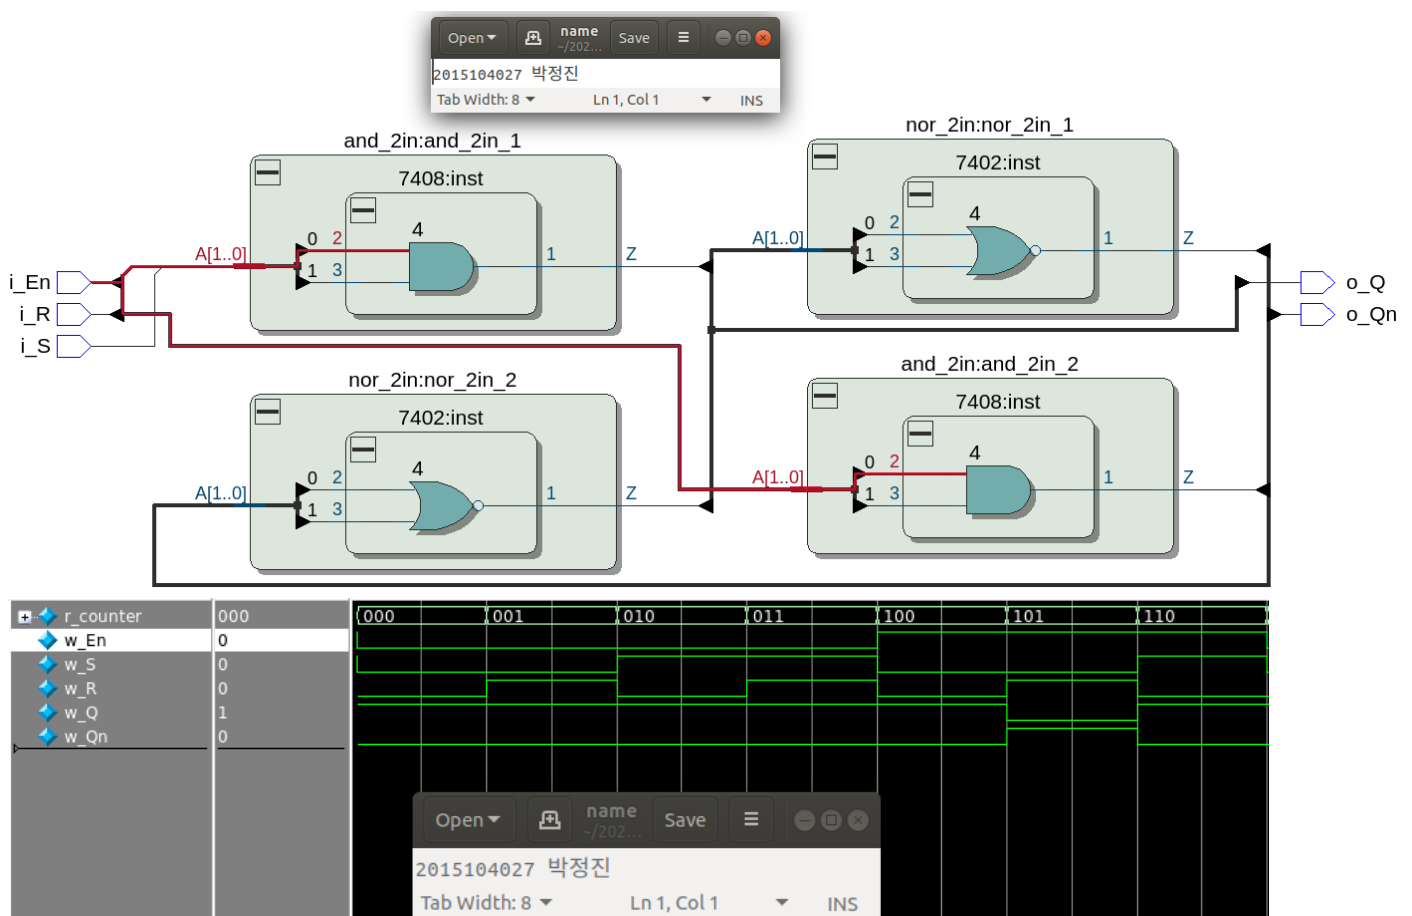 Open
name
~/202...
Save
2015104027 박정진
Tab Width: 8
Ln 1, Col 1
INS
and_2in:and_2in_1
7408:inst
4
A[1..0]
0
2
1
3
1
Z
nor_2in:nor_2in_1
7402:inst
4
A[1..0]
0
2
1
3
1
Z
i_En
i_R
i_S
o_Q
o_Qn
nor_2in:nor_2in_2
7402:inst
4
A[1..0]
0
2
1
3
1
Z
and_2in:and_2in_2
7408:inst
4
A[1..0]
0
2
1
3
1
Z
r_counter 000 000 001 010 011 100 101 110
w_En 0
w_S 0
w_R 0
w_Q 1
w_Qn 0
Open
name
~/202...
Save
2015104027 박정진
Tab Width: 8
Ln 1, Col 1
INS